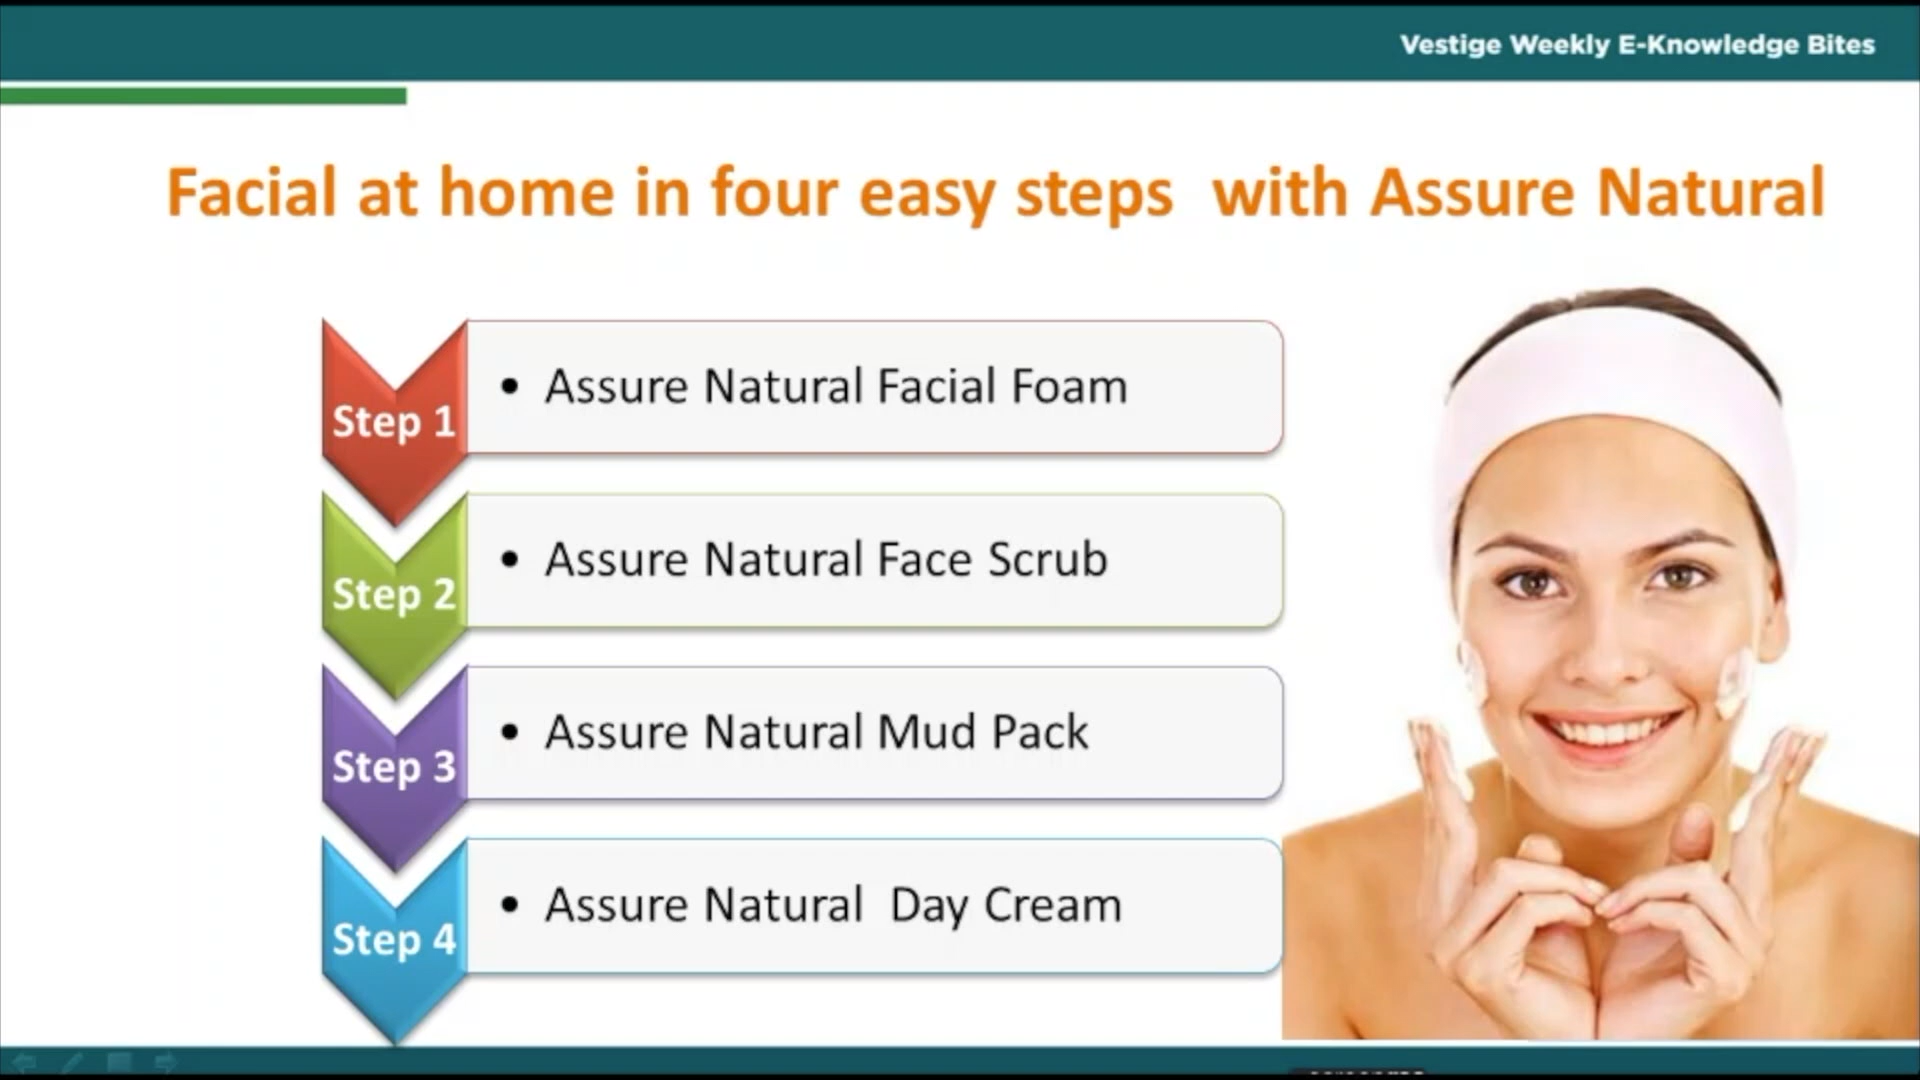 Vestige Weekly E-Knowledge Bites
Facial at home in four easy steps with Assure Natural
Step 1
• Assure Natural Facial Foam
Step 2
• Assure Natural Face Scrub
Step 3
• Assure Natural Mud Pack
Step 4
• Assure Natural Day Cream